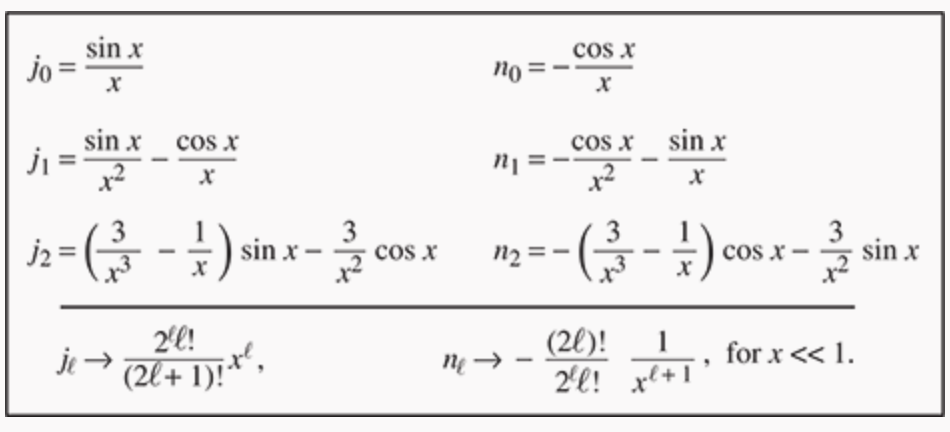 j₀ = sin x / x    n₀ = − cos x / x
j₁ = sin x / x² − cos x / x    n₁ = − cos x / x² − sin x / x
j₂ = (3/x³ − 1/x) sin x − 3/x² cos x    n₂ = − (3/x³ − 1/x) cos x − 3/x² sin x
jℓ → 2^ℓ ℓ! / (2ℓ + 1)! x^ℓ,    nℓ → − (2ℓ)! / 2^ℓ ℓ! 1 / x^(ℓ+1), for x << 1.